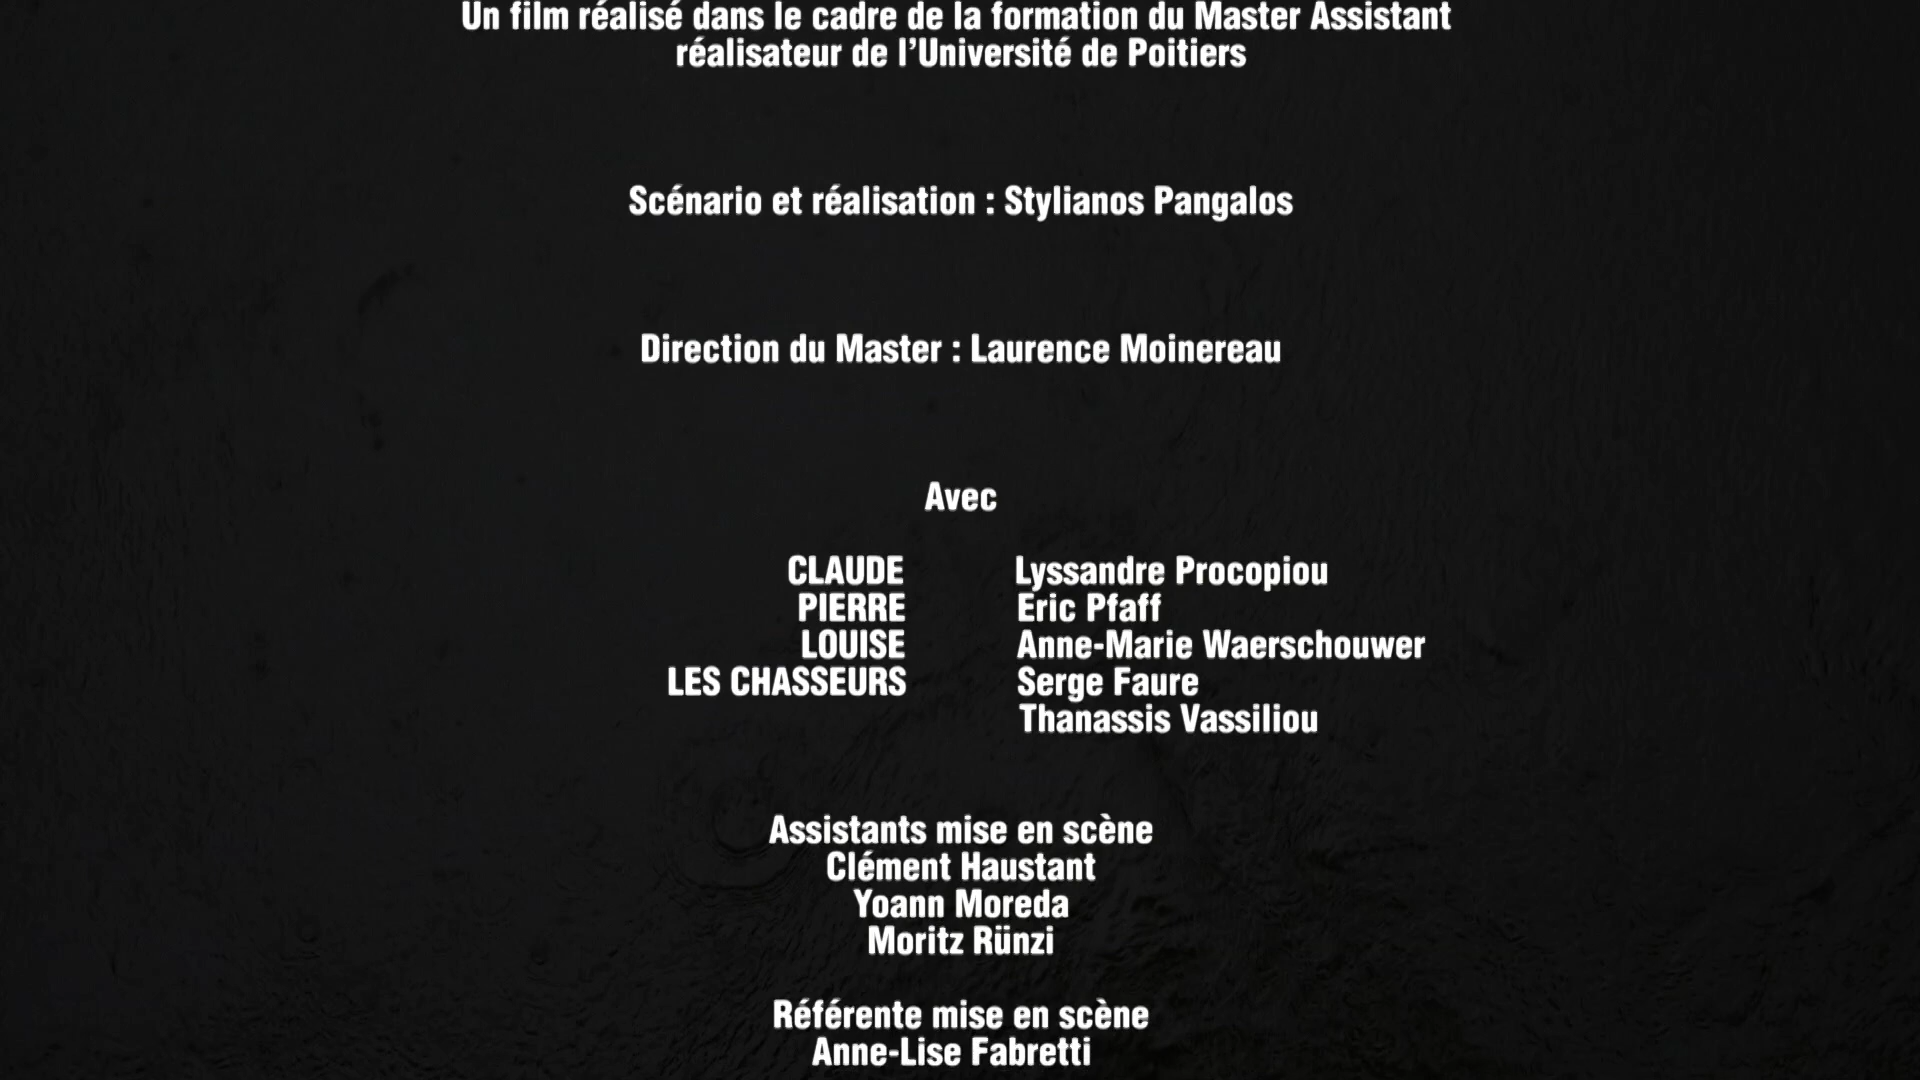 Un film réalisé dans le cadre de la formation du Master Assistant
réalisateur de l’Université de Poitiers
Scénario et réalisation : Stylianos Pangalos
Direction du Master : Laurence Moinereau
Avec
CLAUDE Lyssandre Procopiou
PIERRE Eric Pfaff
LOUISE Anne-Marie Waerschouwer
LES CHASSEURS Serge Faure
Thanassis Vassiliou
Assistants mise en scène
Clément Haustant
Yoann Moreda
Moritz Rünzi
Référente mise en scène
Anne-Lise Fabretti